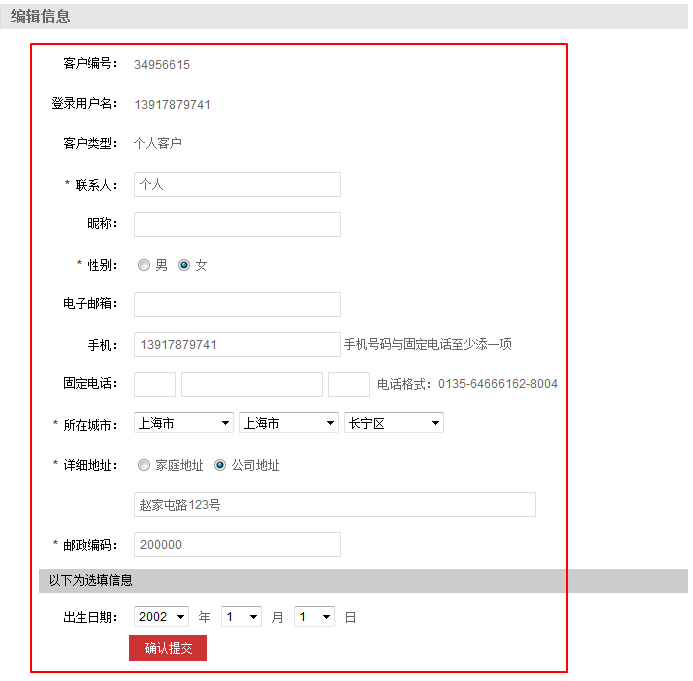 编辑信息
客户编号： 34956615
登录用户名： 13917879741
客户类型： 个人客户
* 联系人： 个人
昵称：
* 性别： 男 女
电子邮箱：
手机： 13917879741 手机号码与固定电话至少添一项
固定电话： 电话格式：0135-64666162-8004
* 所在城市： 上海市 上海市 长宁区
* 详细地址： 家庭地址 公司地址
赵家屯路123号
* 邮政编码： 200000
以下为选填信息
出生日期： 2002 年 1 月 1 日
确认提交